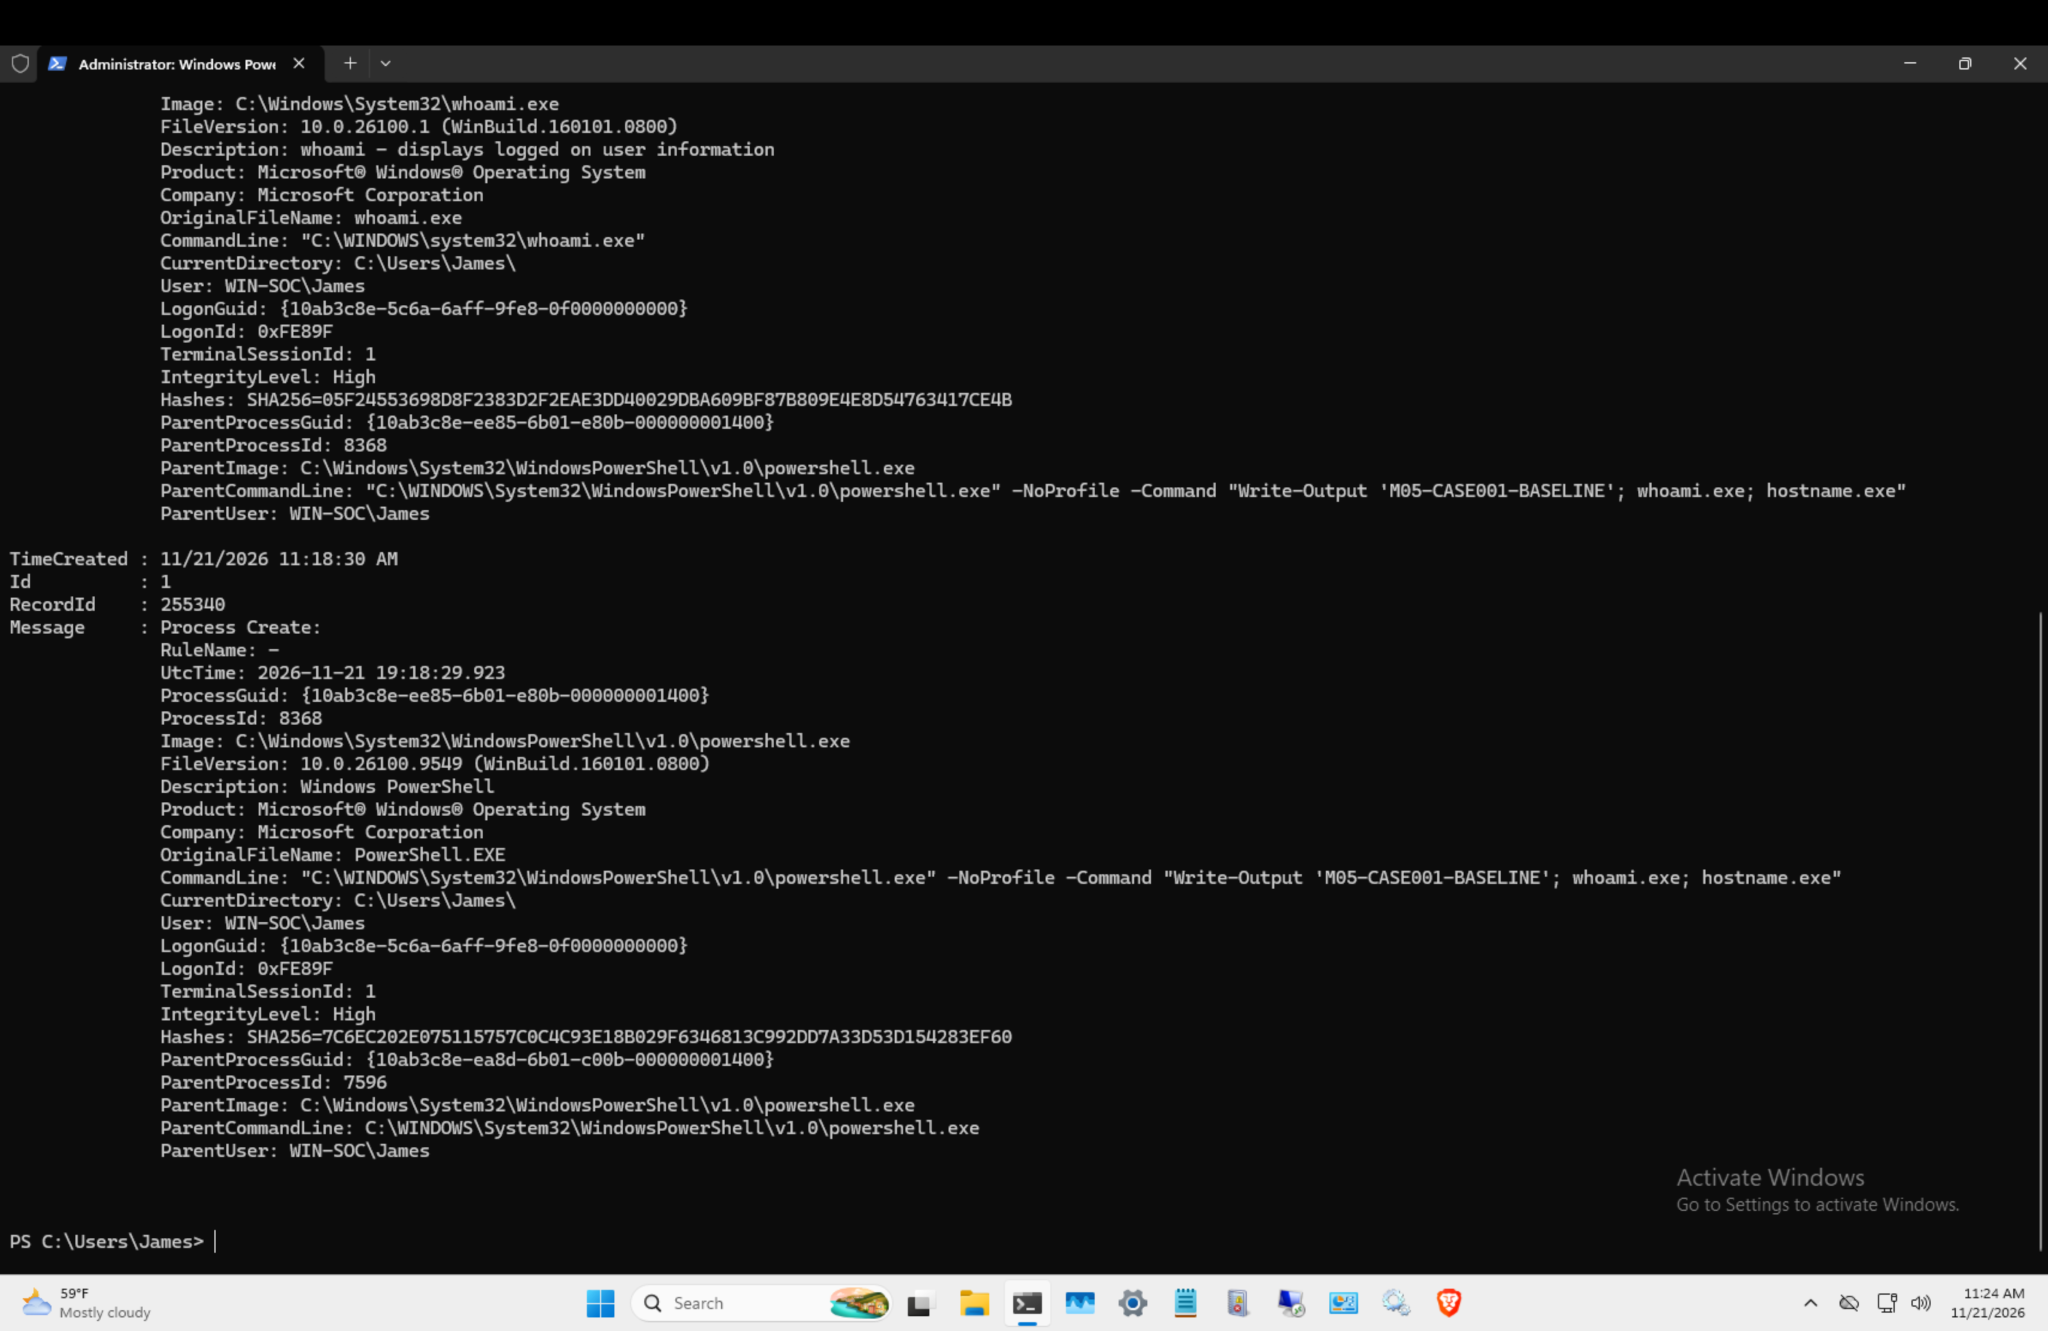 Administrator: Windows Pow
Image: C:\Windows\System32\whoami.exe
FileVersion: 10.0.26100.1 (WinBuild.160101.0800)
Description: whoami - displays logged on user information
Product: Microsoft® Windows® Operating System
Company: Microsoft Corporation
OriginalFileName: whoami.exe
CommandLine: "C:\WINDOWS\system32\whoami.exe"
CurrentDirectory: C:\Users\James\
User: WIN-SOC\James
LogonGuid: {10ab3c8e-5c6a-6aff-9fe8-0f0000000000}
LogonId: 0xFE89F
TerminalSessionId: 1
IntegrityLevel: High
Hashes: SHA256=05F24553698D8F2383D2F2EAE3DD40029DBA609BF87B809E4E8D54763417CE4B
ParentProcessGuid: {10ab3c8e-ee85-6b01-e80b-000000001400}
ParentProcessId: 8368
ParentImage: C:\Windows\System32\WindowsPowerShell\v1.0\powershell.exe
ParentCommandLine: "C:\WINDOWS\System32\WindowsPowerShell\v1.0\powershell.exe" -NoProfile -Command "Write-Output 'M05-CASE001-BASELINE'; whoami.exe; hostname.exe"
ParentUser: WIN-SOC\James
TimeCreated : 11/21/2026 11:18:30 AM
Id : 1
RecordId : 255340
Message : Process Create:
RuleName: -
UtcTime: 2026-11-21 19:18:29.923
ProcessGuid: {10ab3c8e-ee85-6b01-e80b-000000001400}
ProcessId: 8368
Image: C:\Windows\System32\WindowsPowerShell\v1.0\powershell.exe
FileVersion: 10.0.26100.9549 (WinBuild.160101.0800)
Description: Windows PowerShell
Product: Microsoft® Windows® Operating System
Company: Microsoft Corporation
OriginalFileName: PowerShell.EXE
CommandLine: "C:\WINDOWS\System32\WindowsPowerShell\v1.0\powershell.exe" -NoProfile -Command "Write-Output 'M05-CASE001-BASELINE'; whoami.exe; hostname.exe"
CurrentDirectory: C:\Users\James\
User: WIN-SOC\James
LogonGuid: {10ab3c8e-5c6a-6aff-9fe8-0f0000000000}
LogonId: 0xFE89F
TerminalSessionId: 1
IntegrityLevel: High
Hashes: SHA256=7C6EC202E075115757C0C4C93E18B029F6346813C992DD7A33D53D154283EF60
ParentProcessGuid: {10ab3c8e-ea8d-6b01-c00b-000000001400}
ParentProcessId: 7596
ParentImage: C:\Windows\System32\WindowsPowerShell\v1.0\powershell.exe
ParentCommandLine: C:\WINDOWS\System32\WindowsPowerShell\v1.0\powershell.exe
ParentUser: WIN-SOC\James
Activate Windows
Go to Settings to activate Windows.
PS C:\Users\James>
59°F
Mostly cloudy
Search
11:24 AM
11/21/2026